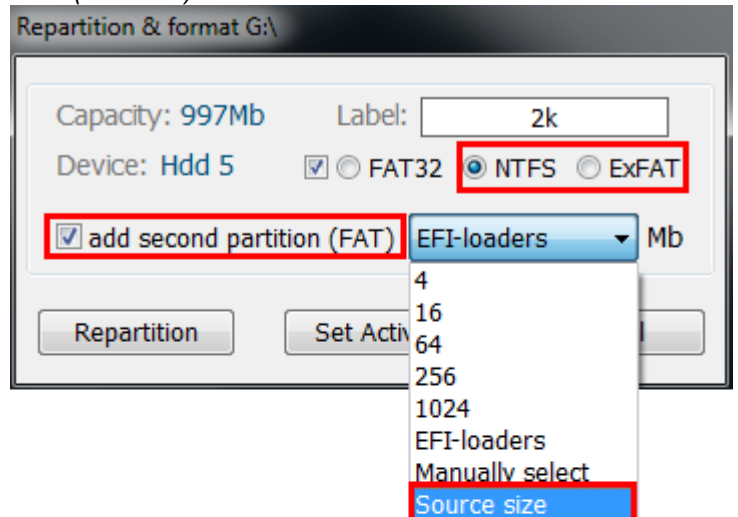 Repartition & format G:\
Capacity: 997Mb Label: 2k
Device: Hdd 5 FAT32 NTFS ExFAT
add second partition (FAT) EFI-loaders Mb
4
16
Repartition Set Activ
64
256
1024
EFI-loaders
Manually select
Source size